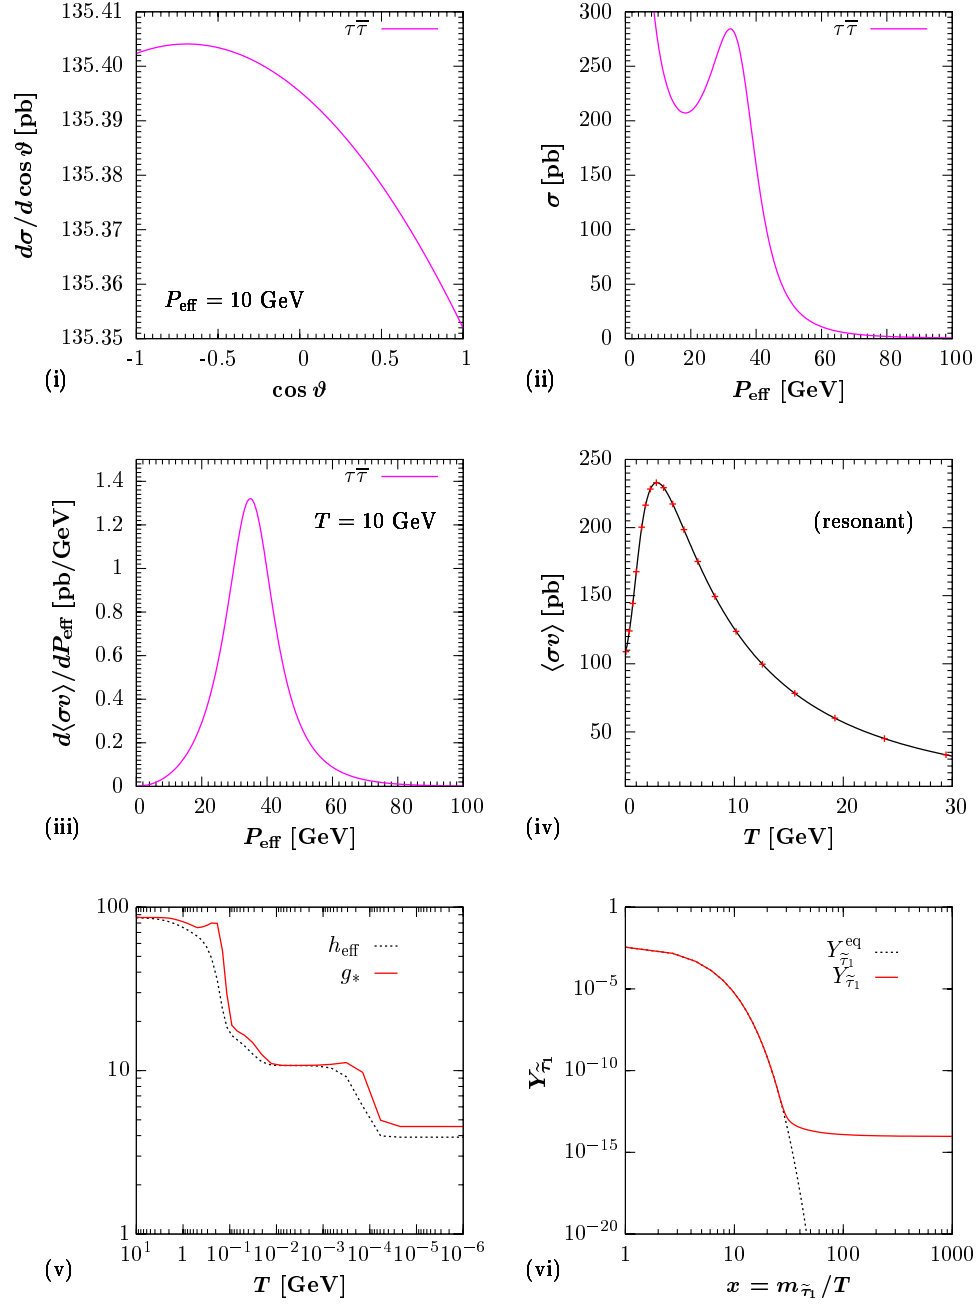 135.41
135.40
135.39
135.38
135.37
135.36
135.35
-1 -0.5 0 0.5 1
dσ/d cos ϑ [pb]
cos ϑ
τ τ̅
P_eff = 10 GeV
(i)
300
250
200
150
100
50
0
0 20 40 60 80 100
σ [pb]
P_eff [GeV]
τ τ̅
(ii)
1.4
1.2
1
0.8
0.6
0.4
0.2
0
0 20 40 60 80 100
d⟨σv⟩/dP_eff [pb/GeV]
P_eff [GeV]
τ τ̅
T = 10 GeV
(iii)
250
200
150
100
50
0 10 20 30
⟨σv⟩ [pb]
T [GeV]
(resonant)
(iv)
100
10
1
10^1 1 10^-1 10^-2 10^-3 10^-4 10^-5 10^-6
T [GeV]
h_eff
g_*
(v)
1
10^-5
10^-10
10^-15
10^-20
1 10 100 1000
Y_τ̃1
x = m_τ̃1/T
Y^eq_τ̃1
Y_τ̃1
(vi)